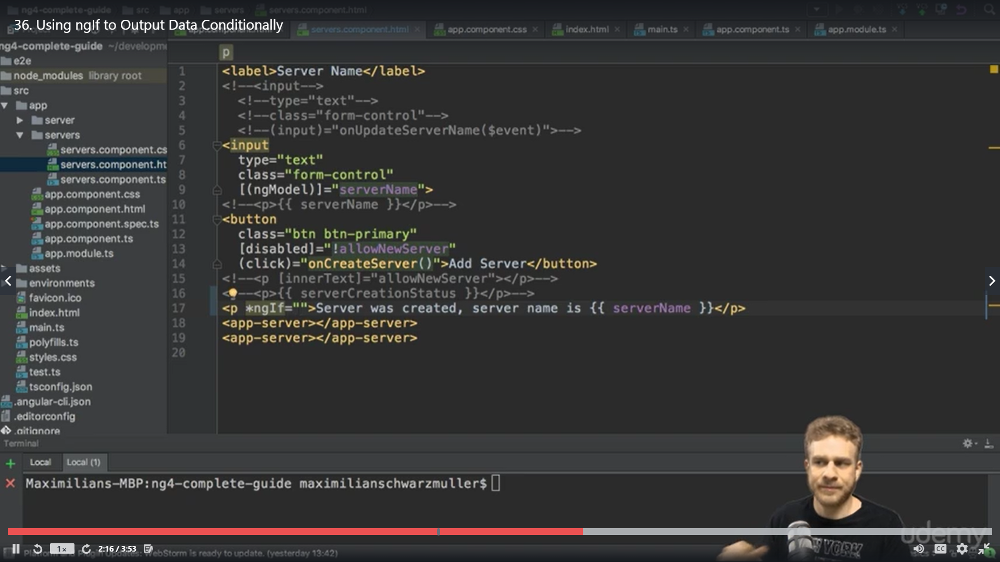 ng4-complete-guide src app servers servers.component.html
36. Using ngIf to Output Data Conditionally
app.component.html servers.component.html app.component.css index.html main.ts app.component.ts app.module.ts
ng4-complete-guide ~/developme
e2e
node_modules library root
src
app
server
servers
servers.component.cs
servers.component.ht
servers.component.ts
app.component.css
app.component.html
app.component.spec.ts
app.component.ts
app.module.ts
assets
environments
favicon.ico
index.html
main.ts
polyfills.ts
styles.css
test.ts
tsconfig.json
.angular-cli.json
.editorconfig
.gitignore
p
1 <label>Server Name</label>
2 <!--<input-->
3 <!--type="text"-->
4 <!--class="form-control"-->
5 <!--(input)="onUpdateServerName($event)">-->
6 <input
7 type="text"
8 class="form-control"
9 [(ngModel)]="serverName">
10 <!--<p>{{ serverName }}</p>-->
11 <button
12 class="btn btn-primary"
13 [disabled]="!allowNewServer"
14 (click)="onCreateServer()">Add Server</button>
15 <!--<p [innerText]="allowNewServer"></p>-->
16 <!--<p>{{ serverCreationStatus }}</p>-->
17 <p *ngIf="">Server was created, server name is {{ serverName }}</p>
18 <app-server></app-server>
19 <app-server></app-server>
20
Terminal
Local Local (1)
Maximilians-MBP:ng4-complete-guide maximilianschwarzmuller$
udemy
YORK
1x 2:16 / 3:53 CC
Updates: WebStorm is ready to update. (yesterday 13:42)